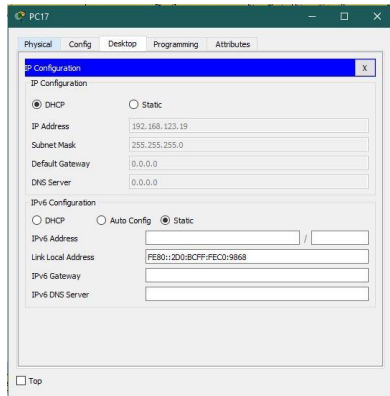 PC17
Physical Config Desktop Programming Attributes
IP Configuration X
IP Configuration
DHCP Static
IP Address 192.168.123.19
Subnet Mask 255.255.255.0
Default Gateway 0.0.0.0
DNS Server 0.0.0.0
IPv6 Configuration
DHCP Auto Config Static
IPv6 Address /
Link Local Address FE80::2D0:BCFF:FEC0:9868
IPv6 Gateway
IPv6 DNS Server
Top